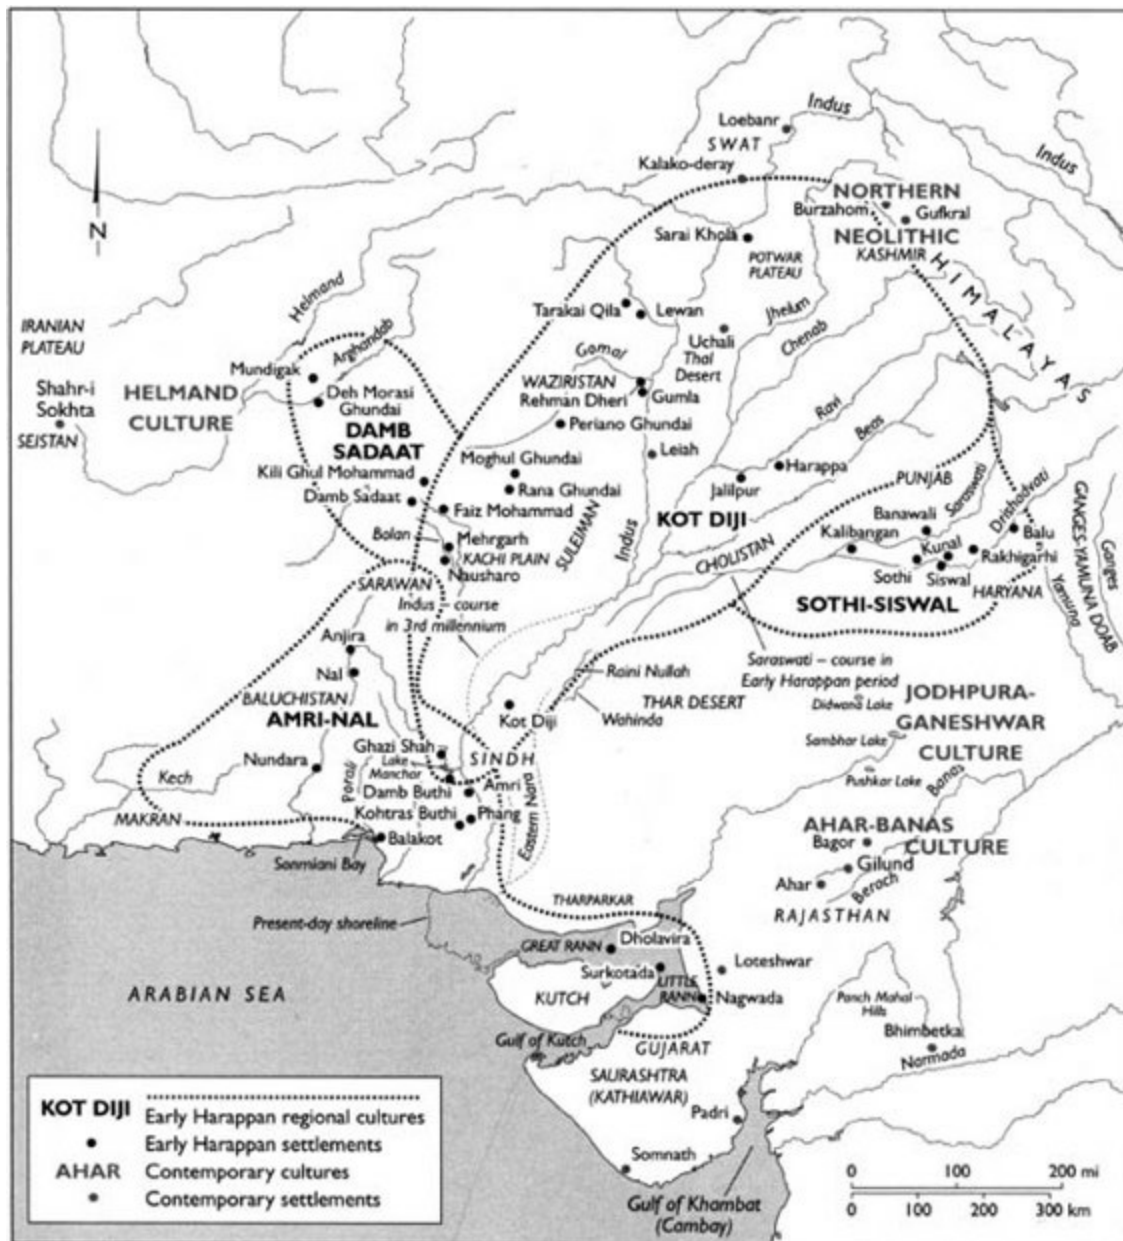 Indus
Loebanr
SWAT
Kalako-deray
Indus
NORTHERN
Burzahom
Gufkral
NEOLITHIC
KASHMIR
Sarai Khola
POTWAR
PLATEAU
HIMALAYAS
N
Helmand
Tarakai Qila
Lewan
Jhelum
IRANIAN
PLATEAU
Arghandab
Uchali
Chenab
Thal
Desert
Gomal
Mundigak
WAZIRISTAN
Shahr-i
Sokhta
HELMAND
CULTURE
Deh Morasi
Ghundai
Rehman Dheri
Gumla
Ravi
SEISTAN
DAMB
SADAAT
Periano Ghundai
Beas
Moghul Ghundai
Leiah
Harappa
Kili Ghul Mohammad
Jalilpur
PUNJAB
Saraswati
Damb Sadaat
Rana Ghundai
Faiz Mohammad
SULEIMAN
Indus
KOT DIJI
Banawali
Drishadvati
GANGES-YAMUNA DOAB
Ganges
Bolan
Mehrgarh
KACHI PLAIN
Nausharo
CHOLISTAN
Kalibangan
Kunal
Balu
Rakhigarhi
Sothi
Siswal
HARYANA
Yamuna
SARAWAN
Indus – course
in 3rd millennium
SOTHI-SISWAL
Anjira
Nal
Raini Nullah
Saraswati – course in
Early Harappan period
BALUCHISTAN
THAR DESERT
Didwana Lake
JODHPURA-
GANESHWAR
CULTURE
AMRI-NAL
Kot Diji
Wahinda
Sambhar Lake
Ghazi Shah
SINDH
Nundara
Lake
Manchar
Pushkar Lake
Banas
Kech
Porali
Damb Buthi
Amri
Eastern Nara
MAKRAN
Kohtras Buthi
Phang
AHAR-BANAS
CULTURE
Balakot
Bagor
Sonmiani Bay
Gilund
Ahar
Berach
THARPARKAR
RAJASTHAN
Present-day shoreline
GREAT RANN
Dholavira
Surkotada
LITTLE
RANN
Loteshwar
ARABIAN SEA
KUTCH
Nagwada
Panch Mahal
Hills
Bhimbetka
Gulf of Kutch
GUJARAT
Narmada
SAURASHTRA
(KATHIAWAR)
Padri
Somnath
Gulf of Khambat
(Cambay)
KOT DIJI
Early Harappan regional cultures
Early Harappan settlements
AHAR Contemporary cultures
Contemporary settlements
0 100 200 mi
0 100 200 300 km